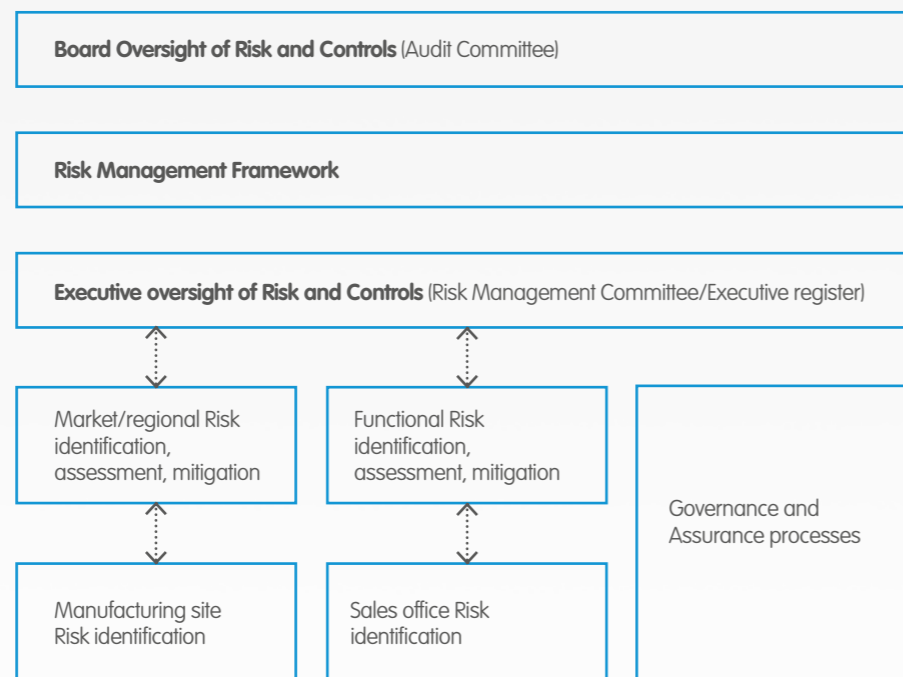 Board Oversight of Risk and Controls (Audit Committee)
Risk Management Framework
Executive oversight of Risk and Controls (Risk Management Committee/Executive register)
Market/regional Risk
identification,
assessment, mitigation
Functional Risk
identification,
assessment, mitigation
Governance and
Assurance processes
Manufacturing site
Risk identification
Sales office Risk
identification